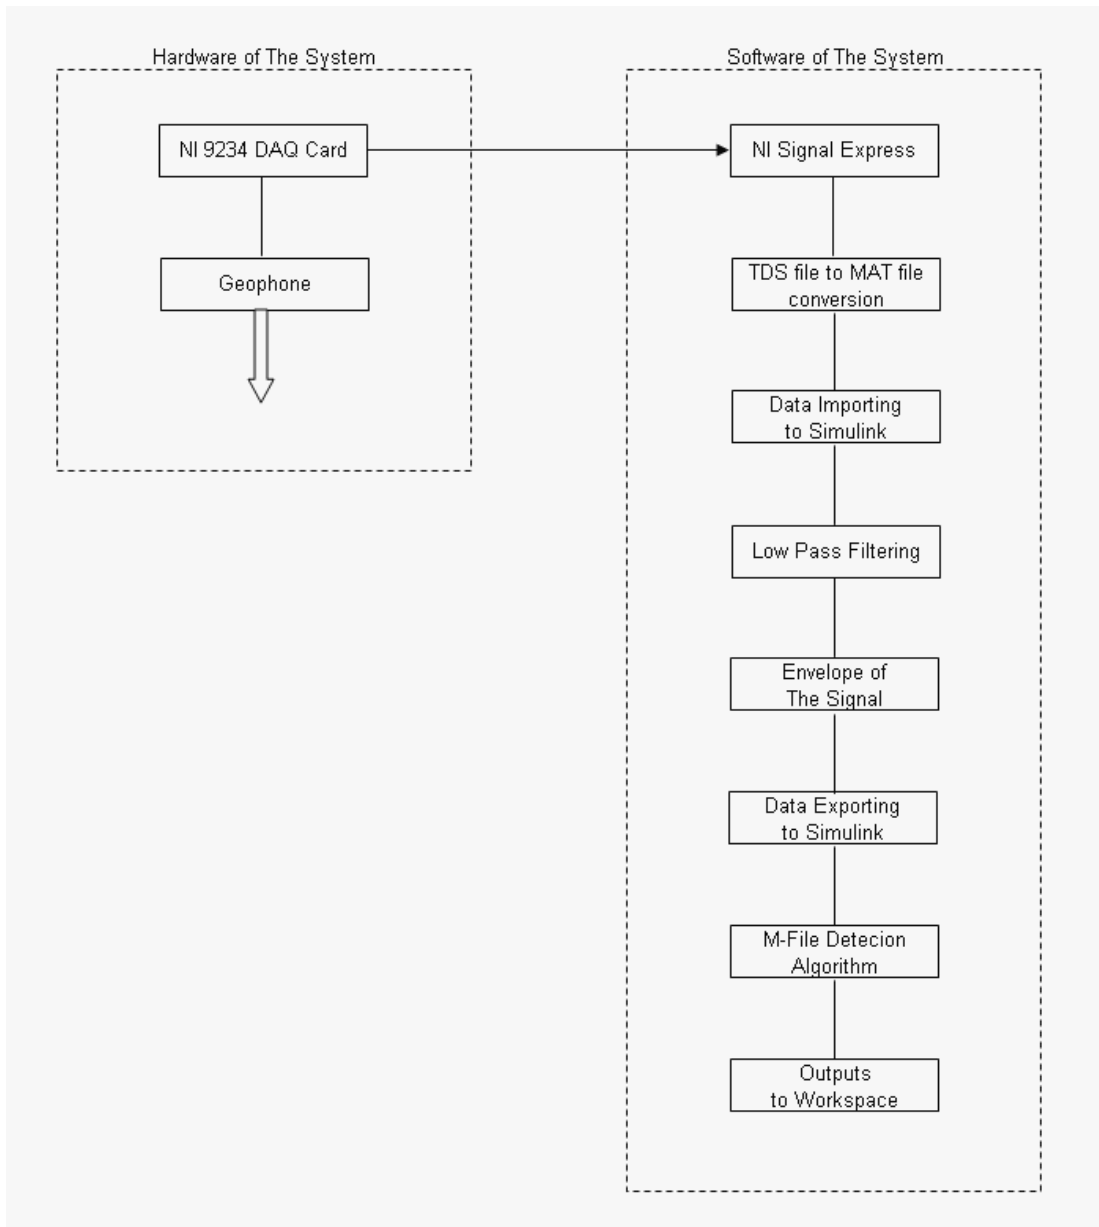 Hardware of The System
NI 9234 DAQ Card
Geophone
Software of The System
NI Signal Express
TDS file to MAT file
conversion
Data Importing
to Simulink
Low Pass Filtering
Envelope of
The Signal
Data Exporting
to Simulink
M-File Detecion
Algorithm
Outputs
to Workspace